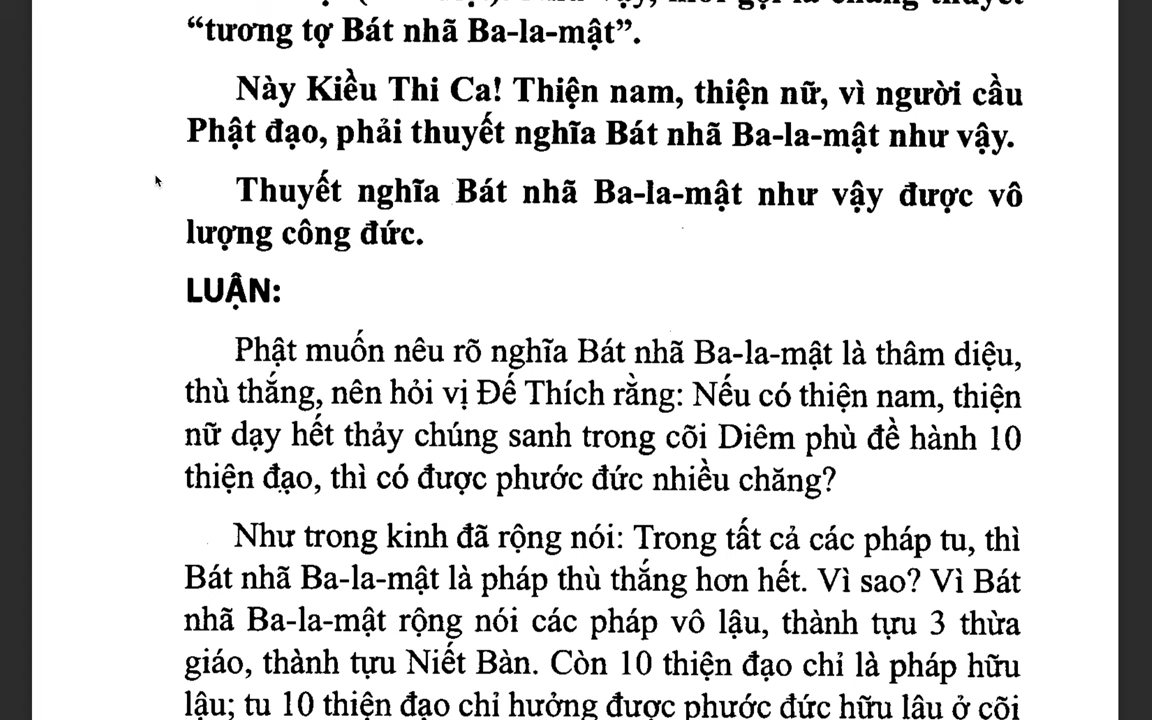 “tương tợ Bát nhã Ba-la-mật”.
Này Kiều Thi Ca! Thiện nam, thiện nữ, vì người cầu
Phật đạo, phải thuyết nghĩa Bát nhã Ba-la-mật như vậy.
Thuyết nghĩa Bát nhã Ba-la-mật như vậy được vô
lượng công đức.
LUẬN:
Phật muốn nêu rõ nghĩa Bát nhã Ba-la-mật là thâm diệu,
thù thắng, nên hỏi vị Đế Thích rằng: Nếu có thiện nam, thiện
nữ dạy hết thảy chúng sanh trong cõi Diêm phù đề hành 10
thiện đạo, thì có được phước đức nhiều chăng?
Như trong kinh đã rộng nói: Trong tất cả các pháp tu, thì
Bát nhã Ba-la-mật là pháp thù thắng hơn hết. Vì sao? Vì Bát
nhã Ba-la-mật rộng nói các pháp vô lậu, thành tựu 3 thừa
giáo, thành tựu Niết Bàn. Còn 10 thiện đạo chỉ là pháp hữu
lậu; tu 10 thiện đạo chỉ hưởng được phước đức hữu lậu ở cõi